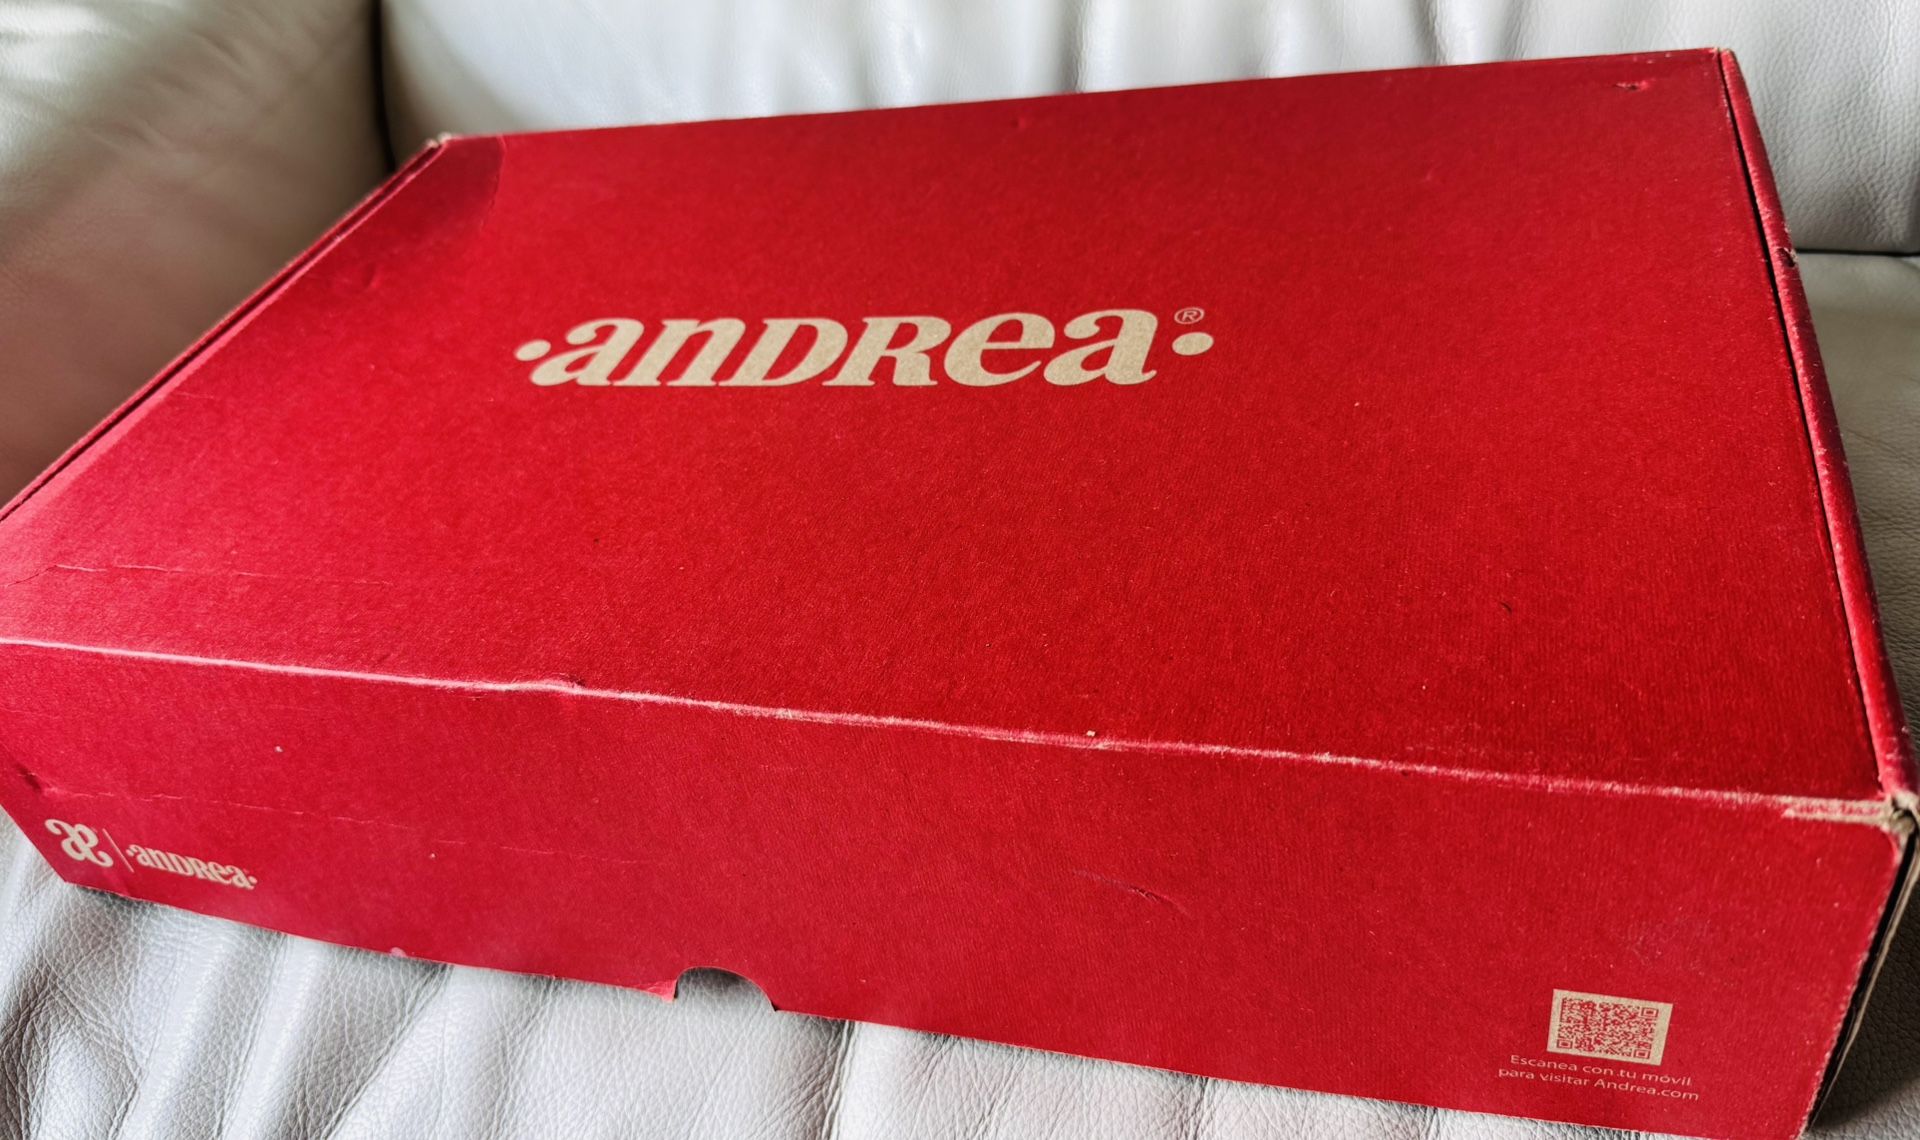 •anDRea•®
æ | •anDRea•
Escanea con tu móvil
para visitar Andrea.com